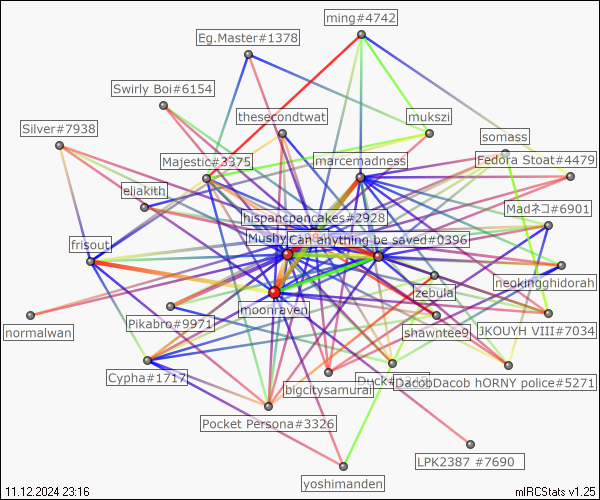 ming#4742
Eg.Master#1378
Swirly Boi#6154
thesecondtwat
mukszi
Silver#7938
somass
Majestic#3375
marcemadness
Fedora Stoat#4479
eliakith
Madネコ#6901
hispancpancakes#2928
Mushy
Can anything be saved#0396
frisout
neokingghidorah
zebula
moonraven
normalwan
Pikabro#9971
shawntee9
JKOUYH VIII#7034
Cypha#1717
bigcitysamurai
Duck#
DacobDacob hORNY police#5271
Pocket Persona#3326
LPK2387 #7690
yoshimanden
11.12.2024 23:16
mIRCStats v1.25